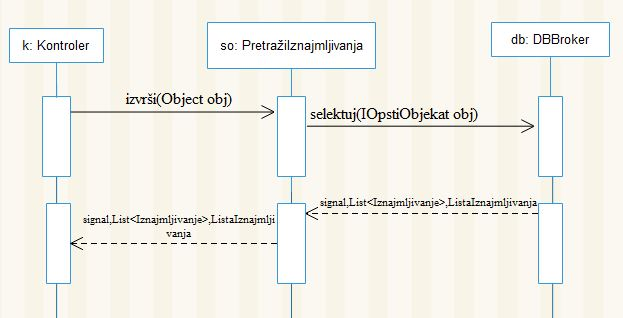 k: Kontroler
so: PretražiIznajmljivanja
db: DBBroker
izvrši(Object obj)
selektuj(IOpstiObjekat obj)
signal,List<Iznajmljivanje>,ListaIznajmljivanja
signal,List<Iznajmljivanje>,ListaIznajmlji
vanja